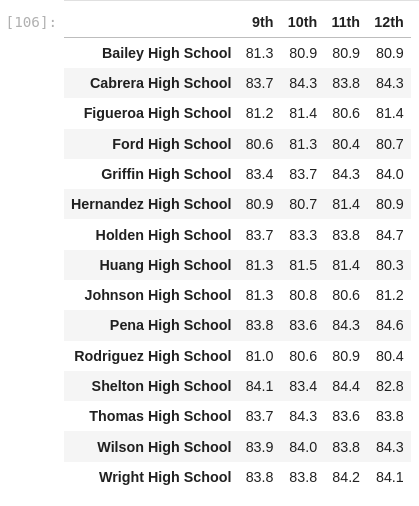 [106]:
9th 10th 11th 12th
Bailey High School 81.3 80.9 80.9 80.9
Cabrera High School 83.7 84.3 83.8 84.3
Figueroa High School 81.2 81.4 80.6 81.4
Ford High School 80.6 81.3 80.4 80.7
Griffin High School 83.4 83.7 84.3 84.0
Hernandez High School 80.9 80.7 81.4 80.9
Holden High School 83.7 83.3 83.8 84.7
Huang High School 81.3 81.5 81.4 80.3
Johnson High School 81.3 80.8 80.6 81.2
Pena High School 83.8 83.6 84.3 84.6
Rodriguez High School 81.0 80.6 80.9 80.4
Shelton High School 84.1 83.4 84.4 82.8
Thomas High School 83.7 84.3 83.6 83.8
Wilson High School 83.9 84.0 83.8 84.3
Wright High School 83.8 83.8 84.2 84.1